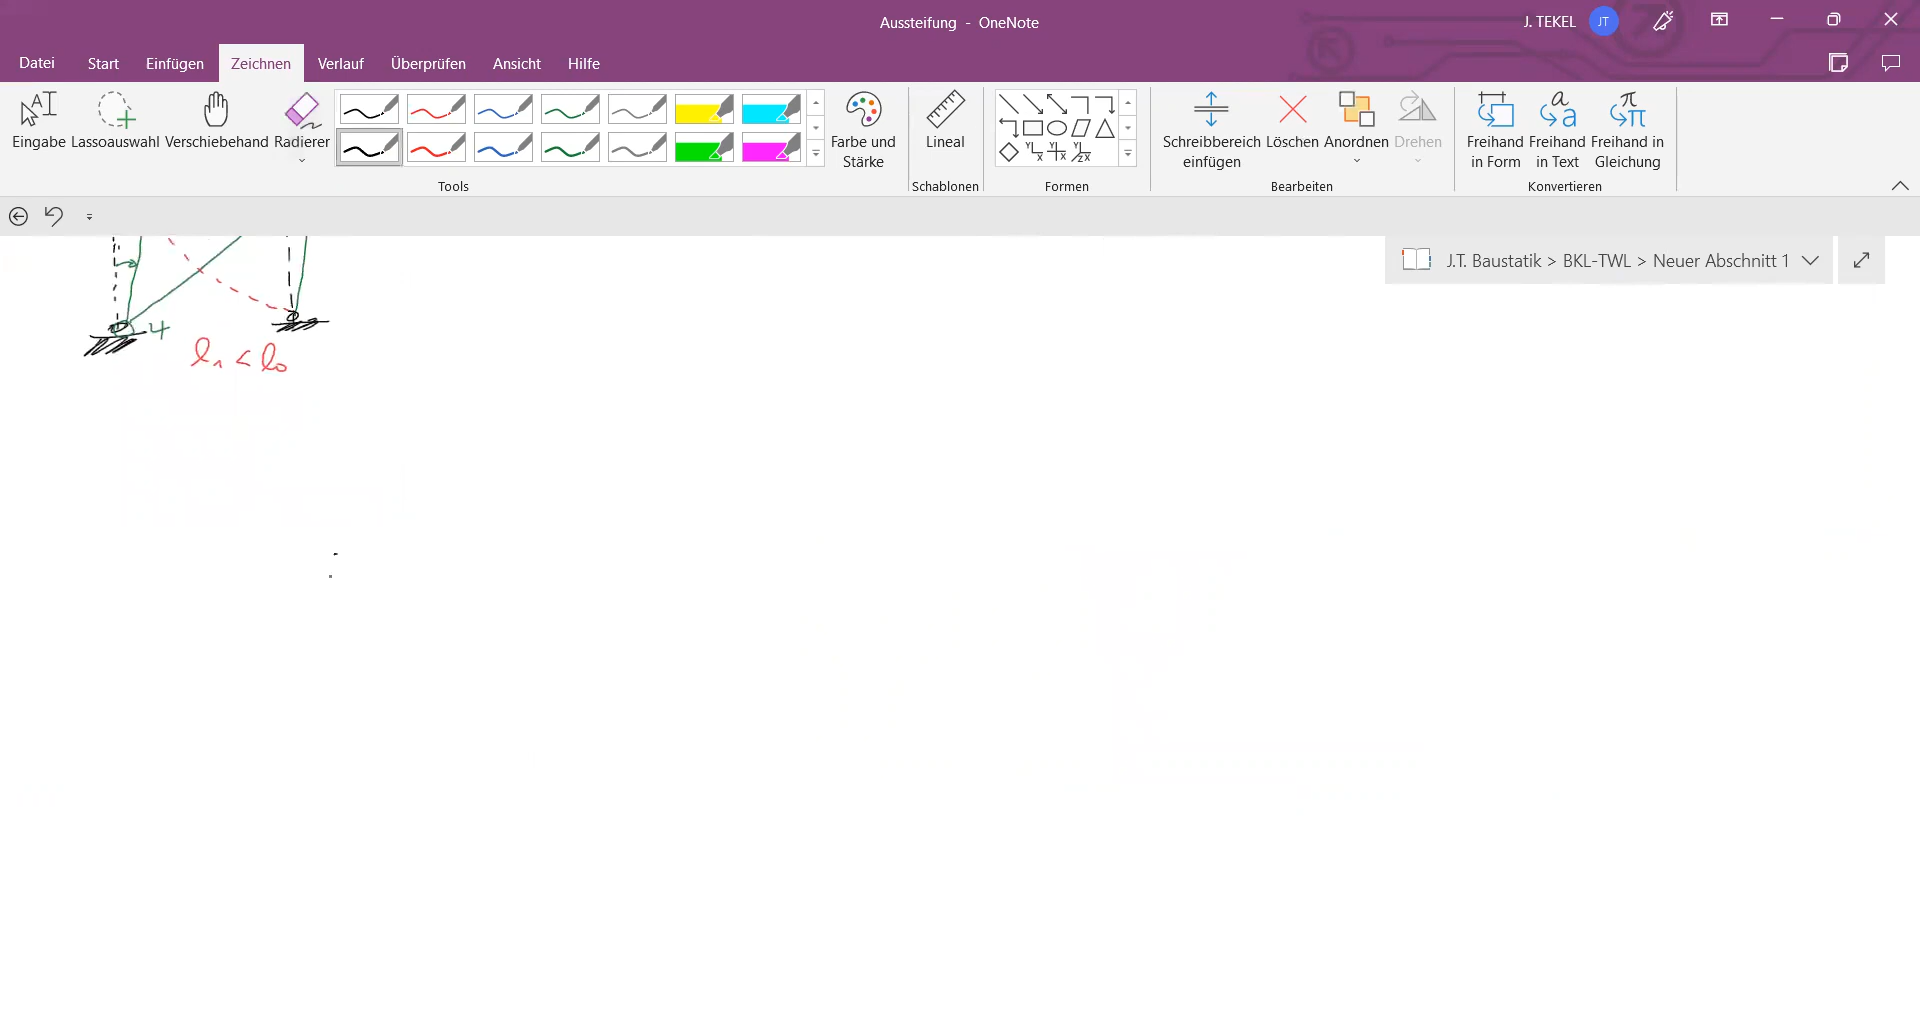 Aussteifung - OneNote
J. TEKEL JT
Datei Start Einfügen Zeichnen Verlauf Überprüfen Ansicht Hilfe
Eingabe Lassoauswahl Verschiebehand Radierer Farbe und Stärke Lineal Schreibbereich einfügen Löschen Anordnen Drehen Freihand in Form Freihand in Text Freihand in Gleichung
Tools Schablonen Formen Bearbeiten Konvertieren
J.T. Baustatik > BKL-TWL > Neuer Abschnitt 1
4
l₁ < l₀